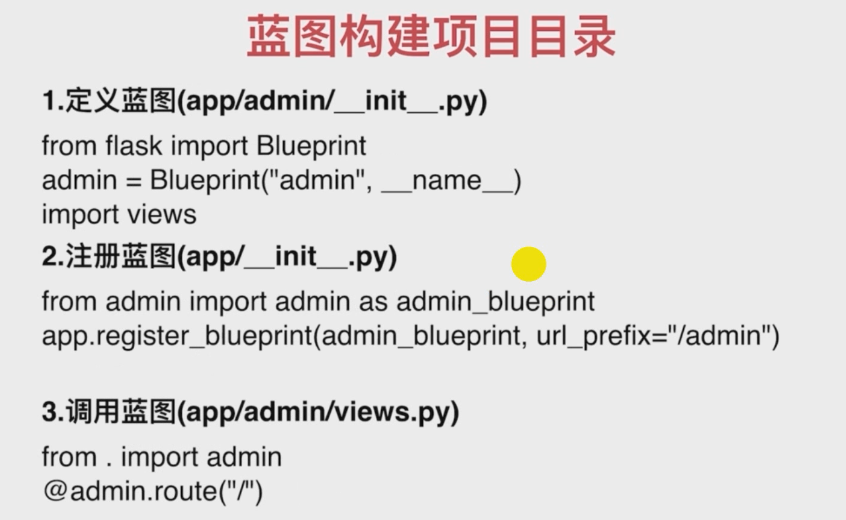 蓝图构建项目目录
1.定义蓝图(app/admin/__init__.py)
from flask import Blueprint
admin = Blueprint("admin", __name__)
import views
2.注册蓝图(app/__init__.py)
from admin import admin as admin_blueprint
app.register_blueprint(admin_blueprint, url_prefix="/admin")
3.调用蓝图(app/admin/views.py)
from . import admin
@admin.route("/")